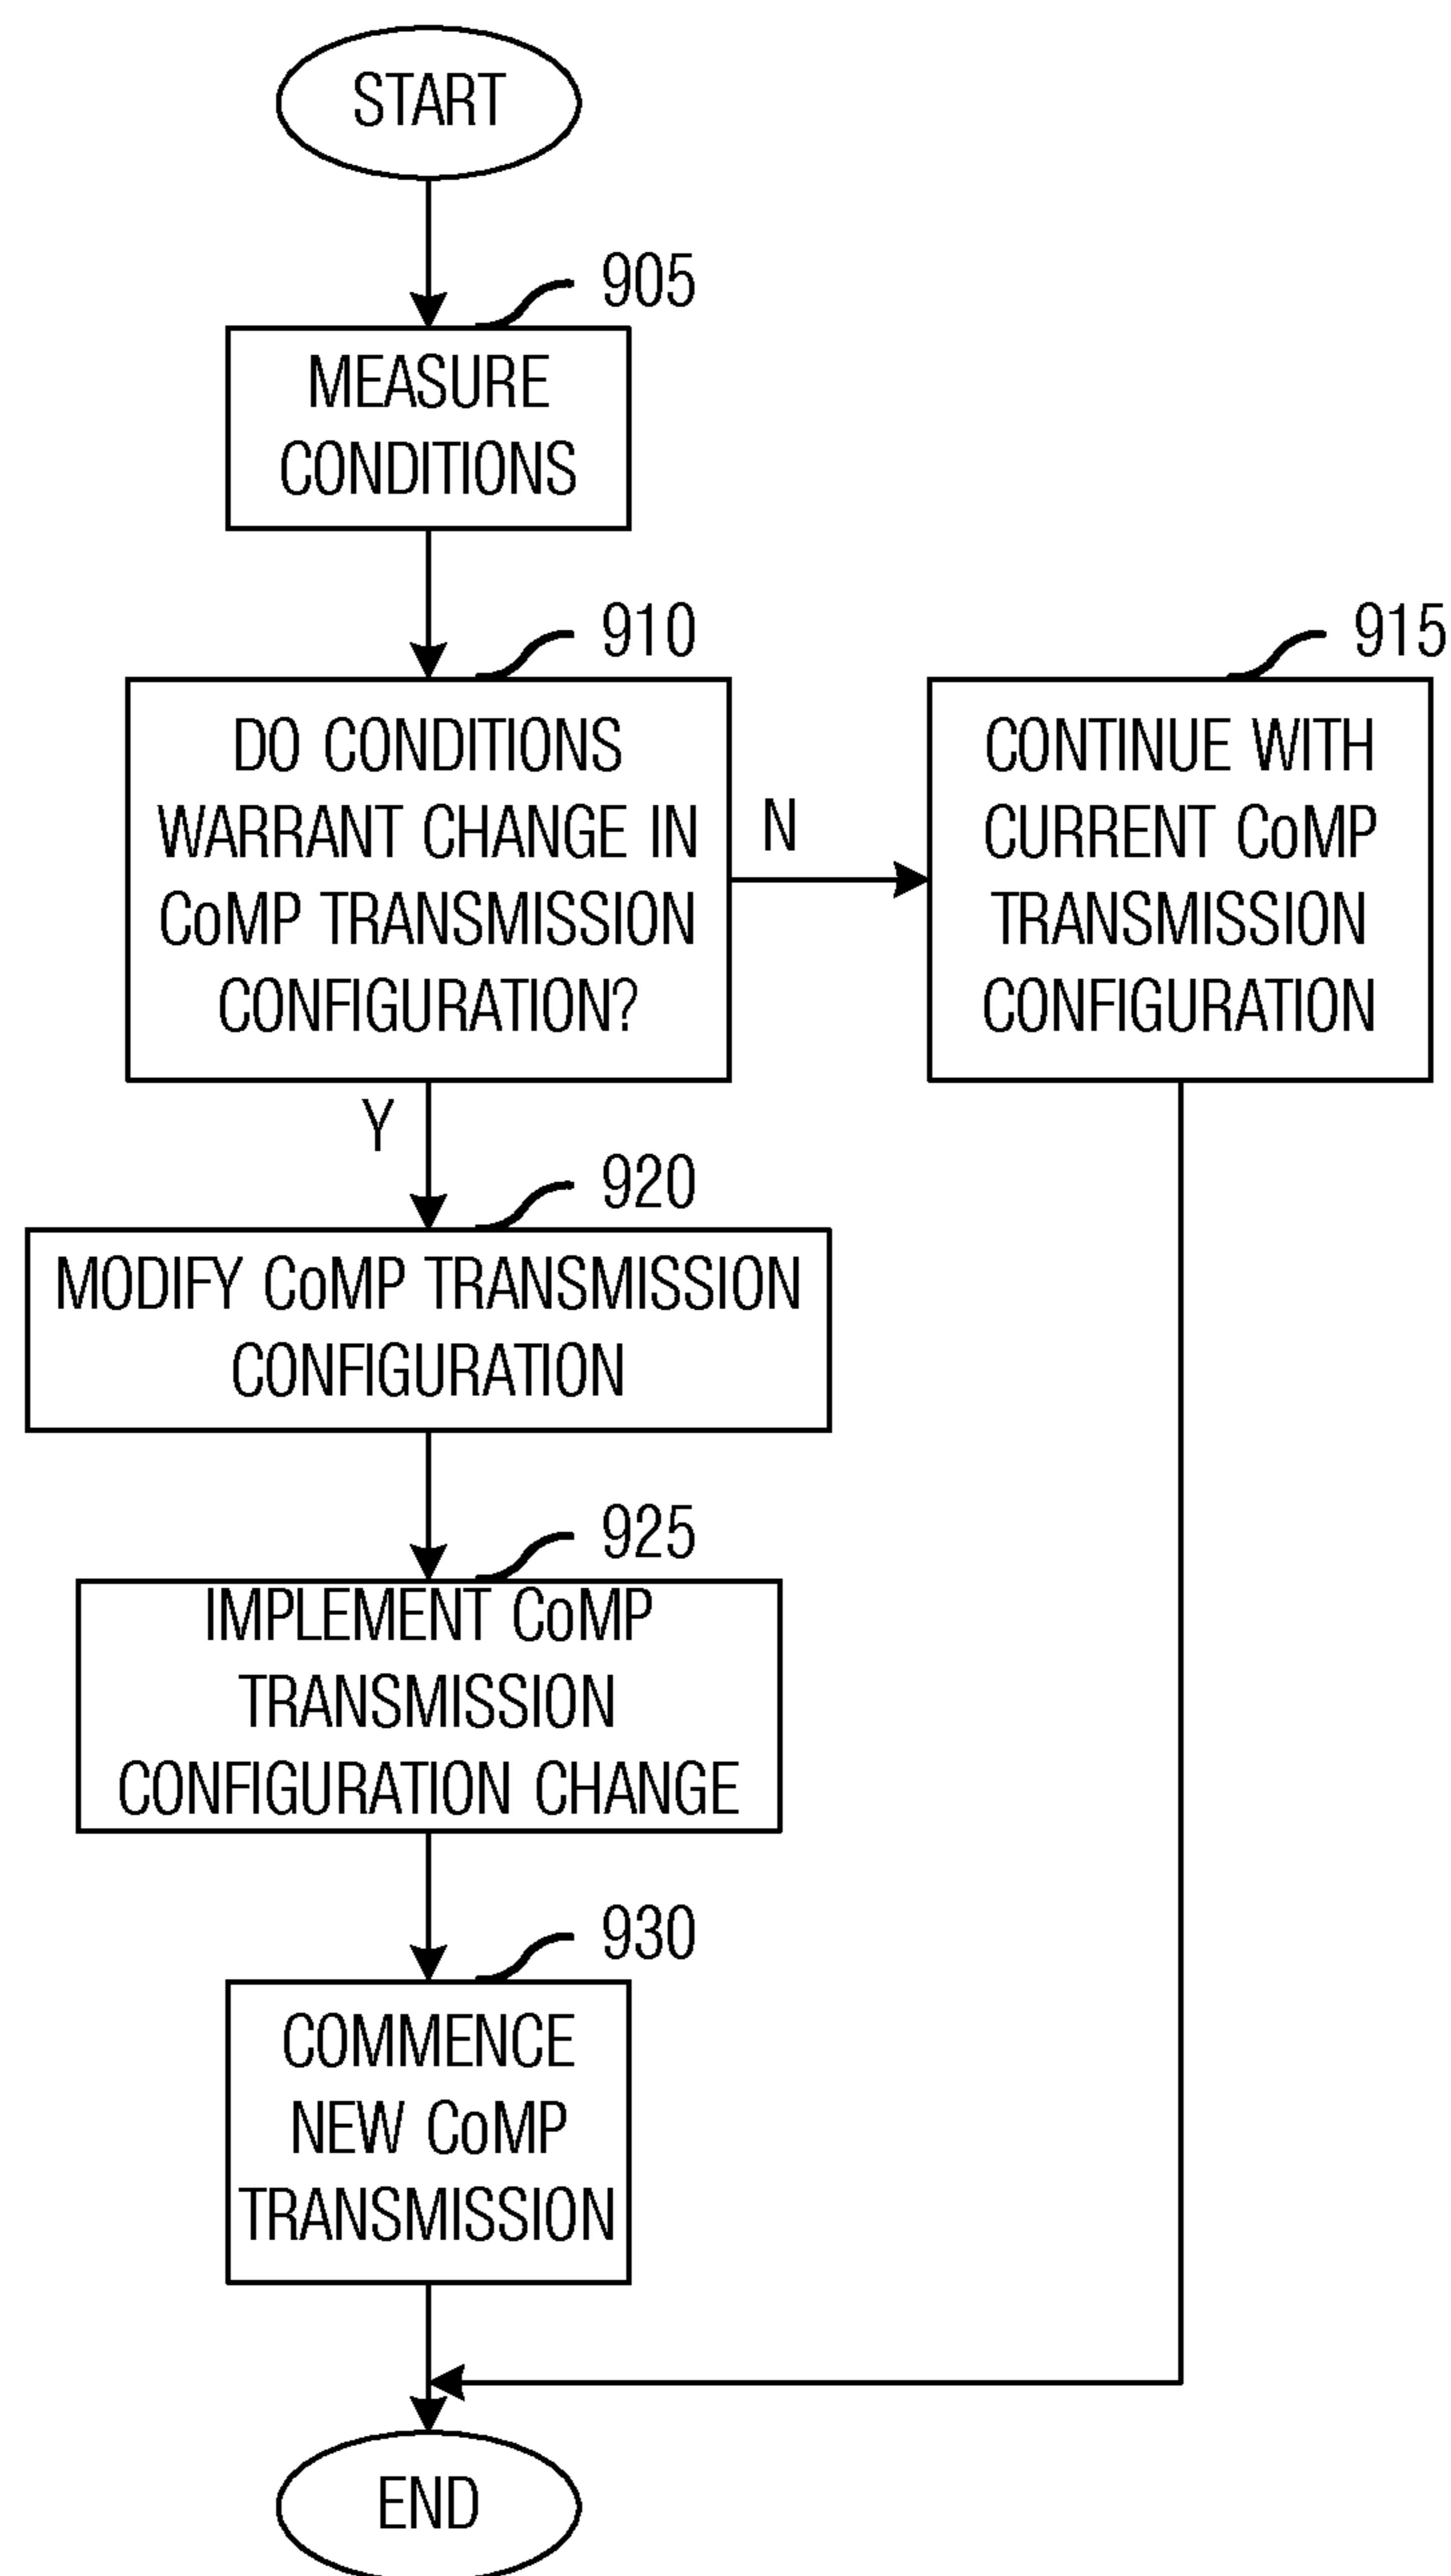 START
905
MEASURE
CONDITIONS
910
DO CONDITIONS
WARRANT CHANGE IN
CoMP TRANSMISSION
CONFIGURATION?
N
915
CONTINUE WITH
CURRENT CoMP
TRANSMISSION
CONFIGURATION
Y
920
MODIFY CoMP TRANSMISSION
CONFIGURATION
925
IMPLEMENT CoMP
TRANSMISSION
CONFIGURATION CHANGE
930
COMMENCE
NEW CoMP
TRANSMISSION
END